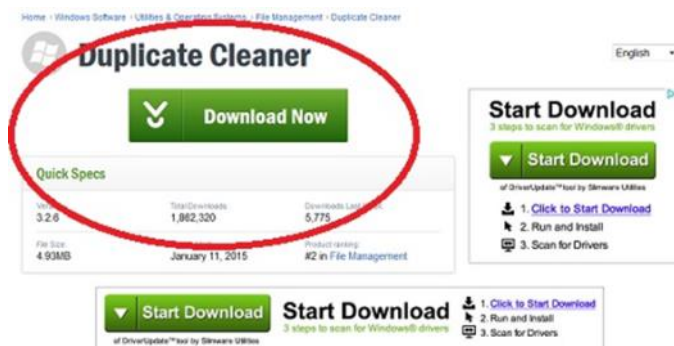 Home › Windows Software › Utilities & Operating Systems › File Management › Duplicate Cleaner
Duplicate Cleaner
English
Download Now
Quick Specs
Version
3.2.6
Total Downloads
1,862,320
Downloads Last
5,775
File Size:
4.93MB
January 11, 2015
Product ranking:
#2 in File Management
Start Download
3 steps to scan for Windows® drivers
Start Download
of DriverUpdate™ tool by Slimware Utilities
1. Click to Start Download
2. Run and Install
3. Scan for Drivers
Start Download
of DriverUpdate™ tool by Slimware Utilities
Start Download
3 steps to scan for Windows® drivers
1. Click to Start Download
2. Run and Install
3. Scan for Drivers